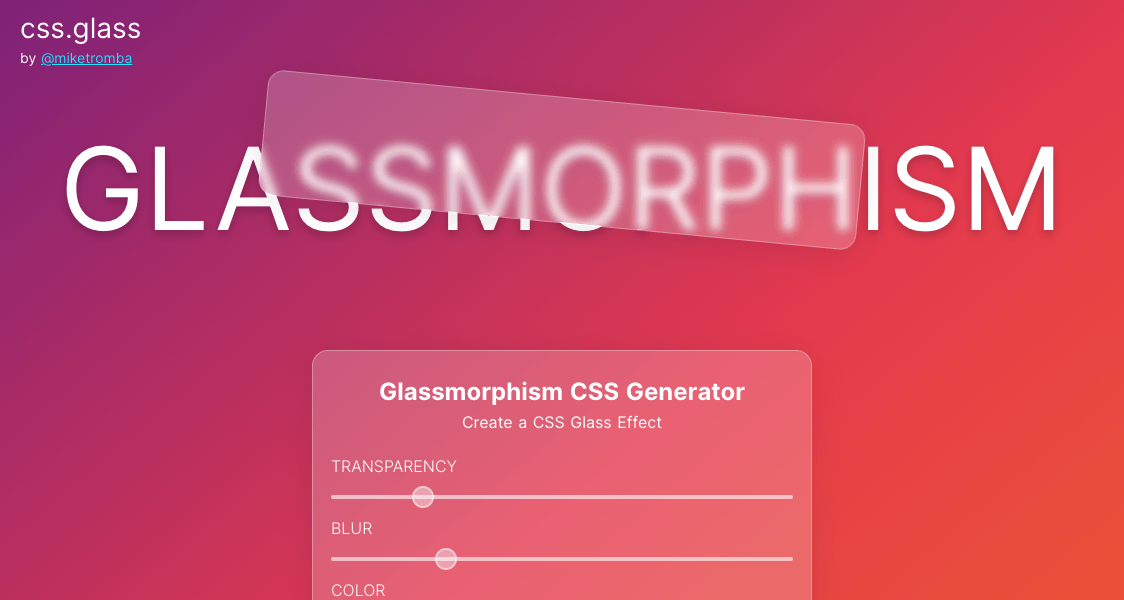 css.glass
by @miketromba
GLASSMORPHISM
Glassmorphism CSS Generator
Create a CSS Glass Effect
TRANSPARENCY
BLUR
COLOR